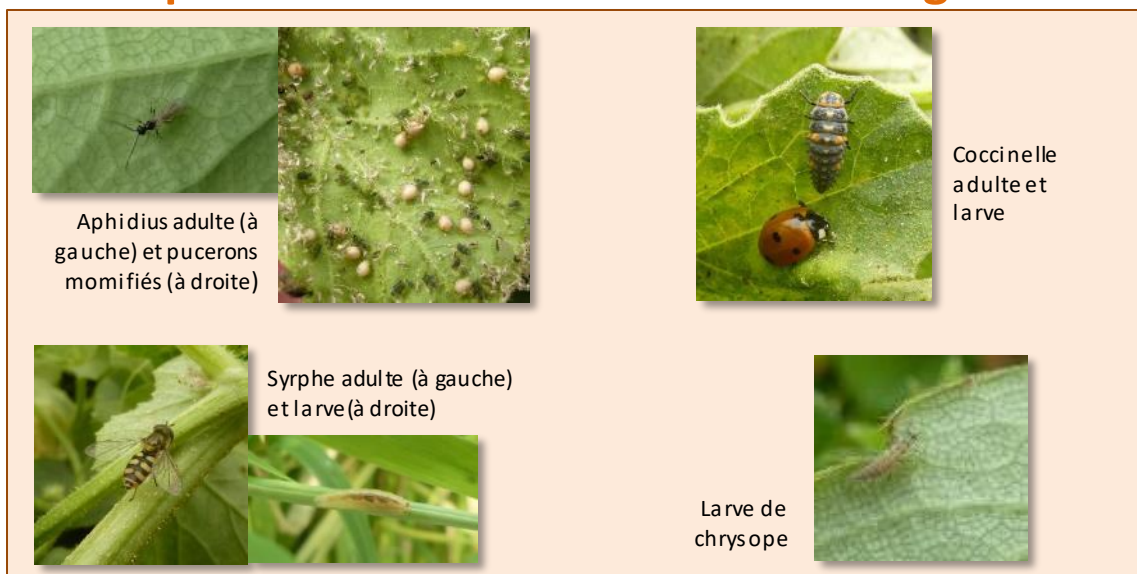 Aphidius adulte (à
gauche) et pucerons
momifiés (à droite)
Coccinelle
adulte et
larve
Syrphe adulte (à gauche)
et larve (à droite)
Larve de
chrysope